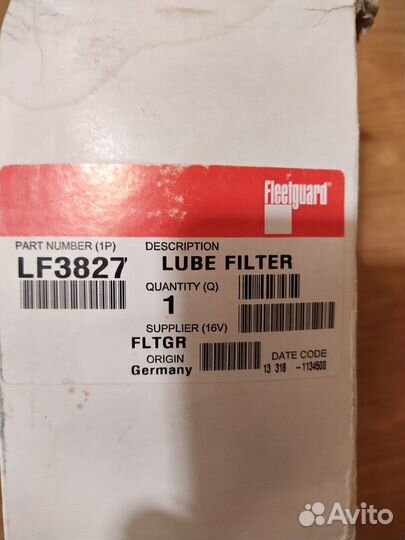 Fleetguard®
PART NUMBER (1P)
LF3827
DESCRIPTION
LUBE FILTER
QUANTITY (Q)
1
SUPPLIER (16V)
FLTGR
ORIGIN
Germany
DATE CODE
13 318 -1134500
Avito